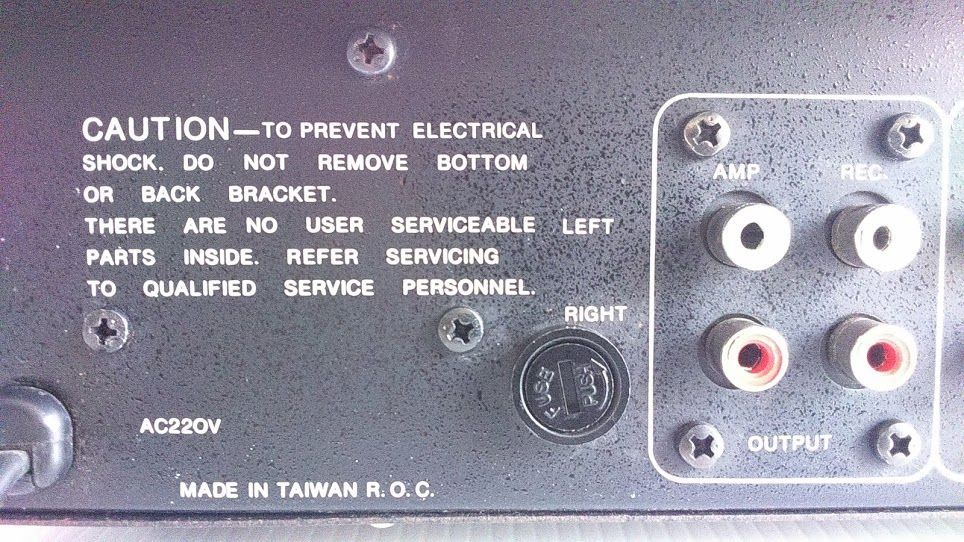 CAUTION—TO PREVENT ELECTRICAL
SHOCK. DO NOT REMOVE BOTTOM
OR BACK BRACKET.
THERE ARE NO USER SERVICEABLE
PARTS INSIDE. REFER SERVICING
TO QUALIFIED SERVICE PERSONNEL.
AC220V
MADE IN TAIWAN R.O.C.
LEFT
RIGHT
FUSE
PUSH
AMP
REC.
OUTPUT